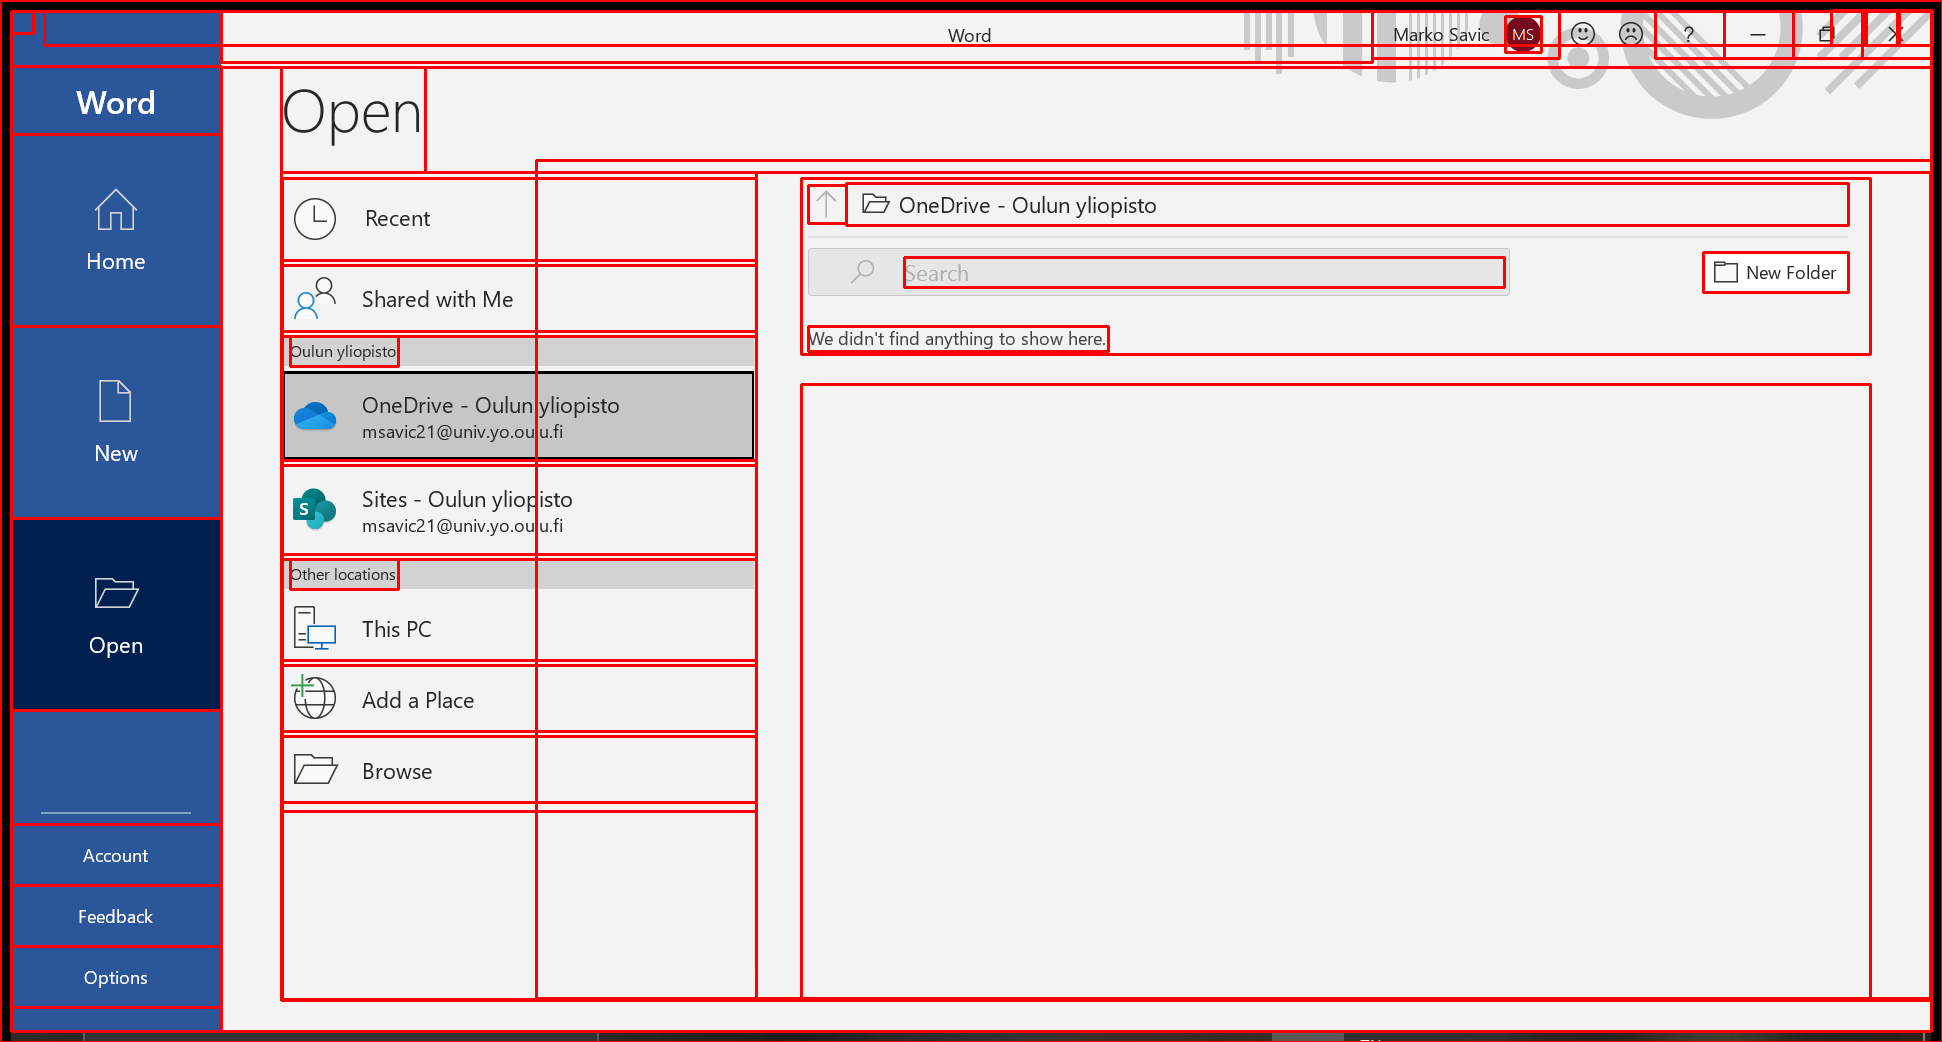 Word
Marko Savic
MS
?
Word
Open
Home
New
Open
Account
Feedback
Options
Recent
Shared with Me
Oulun yliopisto
OneDrive - Oulun yliopisto
msavic21@univ.yo.oulu.fi
S
Sites - Oulun yliopisto
msavic21@univ.yo.oulu.fi
Other locations
This PC
Add a Place
Browse
OneDrive - Oulun yliopisto
Search
New Folder
We didn't find anything to show here.